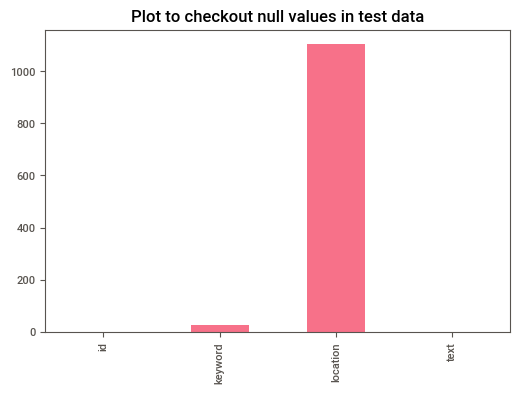 Plot to checkout null values in test data
1000
800
600
400
200
0
id
keyword
location
text